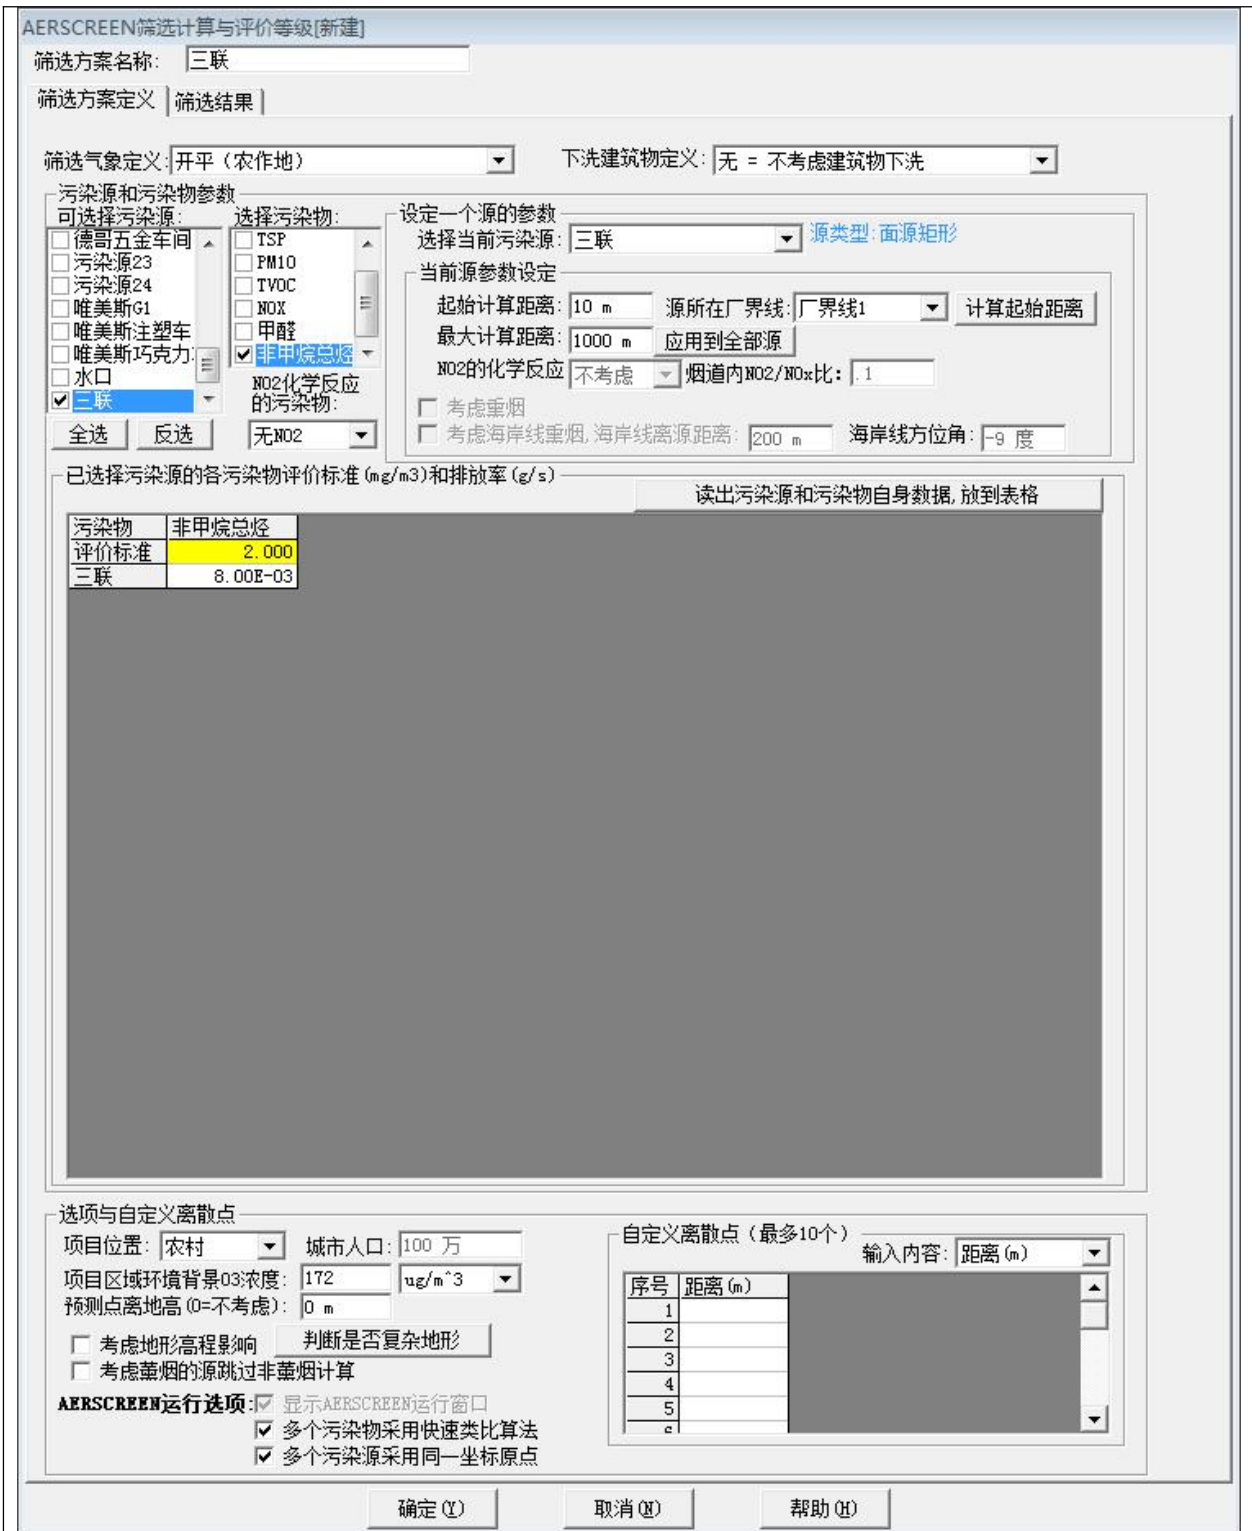 AERSCREEN筛选计算与评价等级[新建]
筛选方案名称: 三联
筛选方案定义 筛选结果
筛选气象定义: 开平（农作地） 下洗建筑物定义: 无 = 不考虑建筑物下洗
污染源和污染物参数
可选择污染源: 选择污染物:
德哥五金车间
污染源23
污染源24
唯美斯G1
唯美斯注塑车
唯美斯巧克力
水口
三联
全选 反选
TSP
PM10
TVOC
NOX
甲醛
非甲烷总烃
NO2化学反应
的污染物:
无NO2
设定一个源的参数
选择当前污染源: 三联 源类型:面源矩形
当前源参数设定
起始计算距离: 10 m 源所在厂界线: 厂界线1 计算起始距离
最大计算距离: 1000 m 应用到全部源
NO2的化学反应 不考虑 烟道内NO2/NOx比: .1
考虑重烟
考虑海岸线重烟,海岸线离源距离: 200 m 海岸线方位角: -9 度
已选择污染源的各污染物评价标准(mg/m3)和排放率(g/s)
读出污染源和污染物自身数据,放到表格
污染物 非甲烷总烃
评价标准 2.000
三联 8.00E-03
选项与自定义离散点
项目位置: 农村 城市人口: 100 万
项目区域环境背景O3浓度: 172 ug/m^3
预测点离地高(0=不考虑): 0 m
考虑地形高程影响 判断是否复杂地形
考虑薰烟的源跳过非薰烟计算
AERSCREEN运行选项: 显示AERSCREEN运行窗口
多个污染物采用快速类比算法
多个污染源采用同一坐标原点
自定义离散点（最多10个）
输入内容: 距离(m)
序号 距离(m)
1
2
3
4
5
6
确定(Y) 取消(N) 帮助(H)